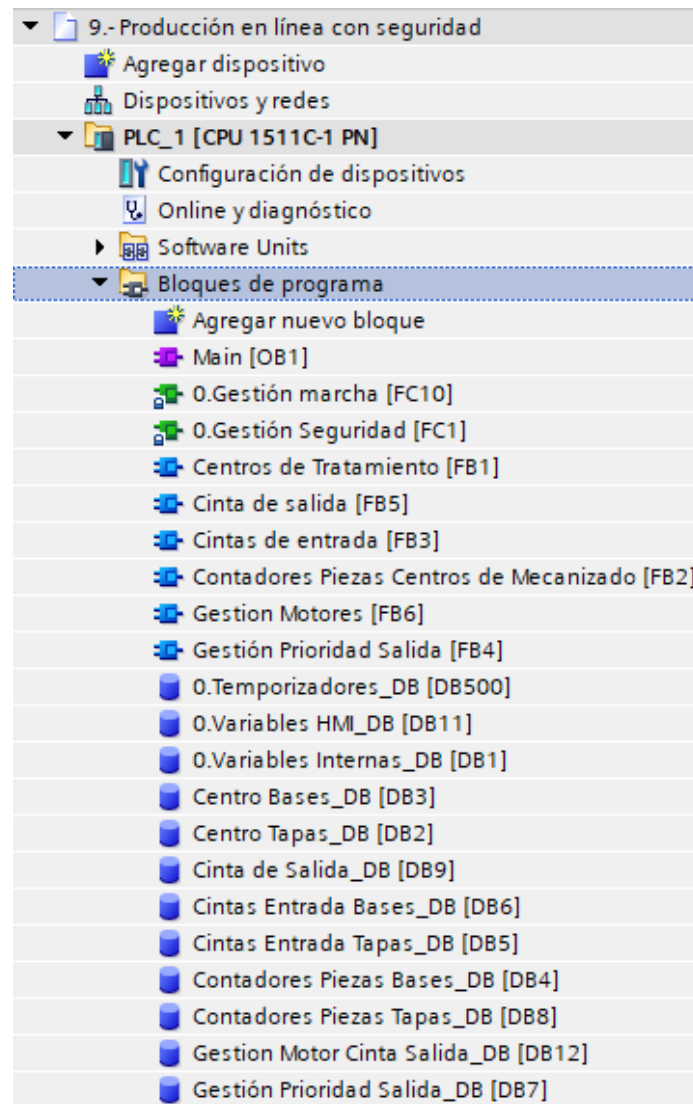 9.- Producción en línea con seguridad
Agregar dispositivo
Dispositivos y redes
PLC_1 [CPU 1511C-1 PN]
Configuración de dispositivos
Online y diagnóstico
Software Units
Bloques de programa
Agregar nuevo bloque
Main [OB1]
0.Gestión marcha [FC10]
0.Gestión Seguridad [FC1]
Centros de Tratamiento [FB1]
Cinta de salida [FB5]
Cintas de entrada [FB3]
Contadores Piezas Centros de Mecanizado [FB2]
Gestion Motores [FB6]
Gestión Prioridad Salida [FB4]
0.Temporizadores_DB [DB500]
0.Variables HMI_DB [DB11]
0.Variables Internas_DB [DB1]
Centro Bases_DB [DB3]
Centro Tapas_DB [DB2]
Cinta de Salida_DB [DB9]
Cintas Entrada Bases_DB [DB6]
Cintas Entrada Tapas_DB [DB5]
Contadores Piezas Bases_DB [DB4]
Contadores Piezas Tapas_DB [DB8]
Gestion Motor Cinta Salida_DB [DB12]
Gestión Prioridad Salida_DB [DB7]